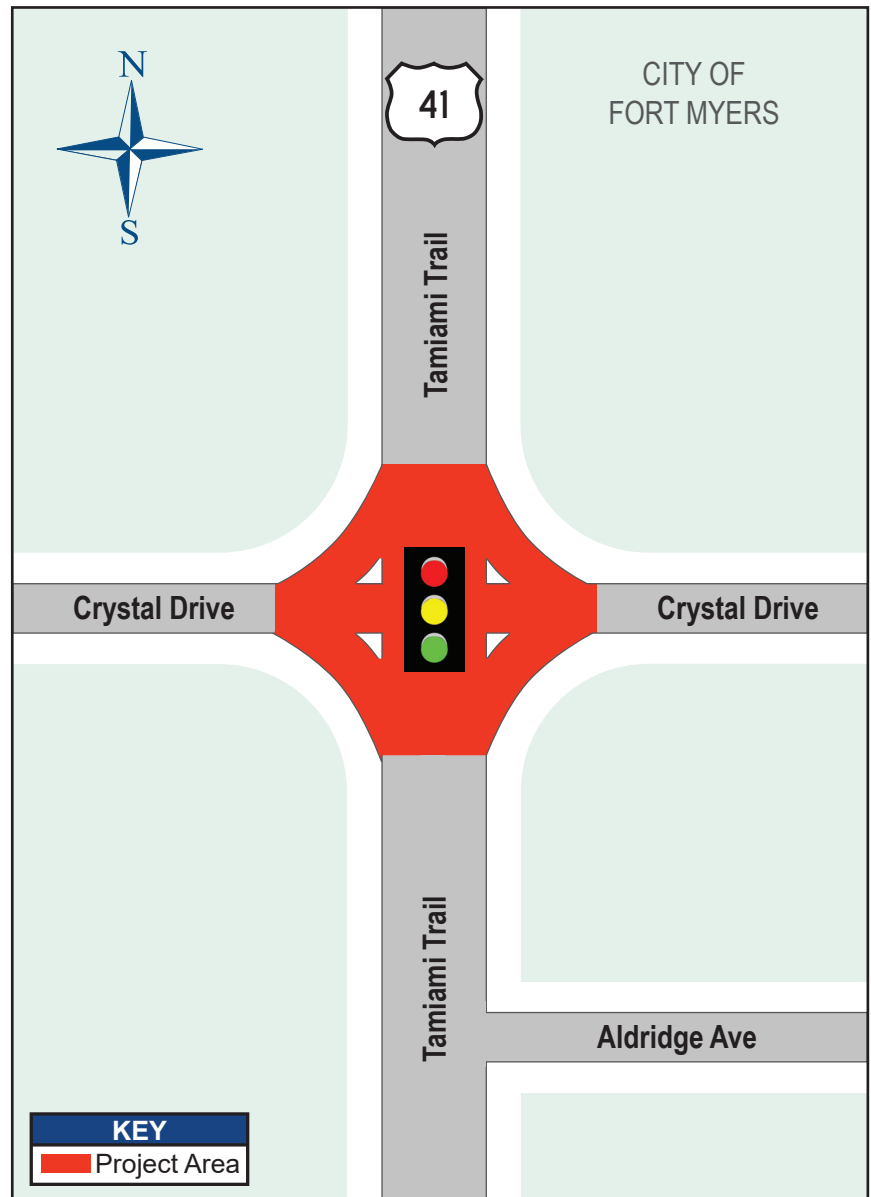 N
S
41
CITY OF
FORT MYERS
Tamiami Trail
Crystal Drive
Crystal Drive
Tamiami Trail
Aldridge Ave
KEY
Project Area